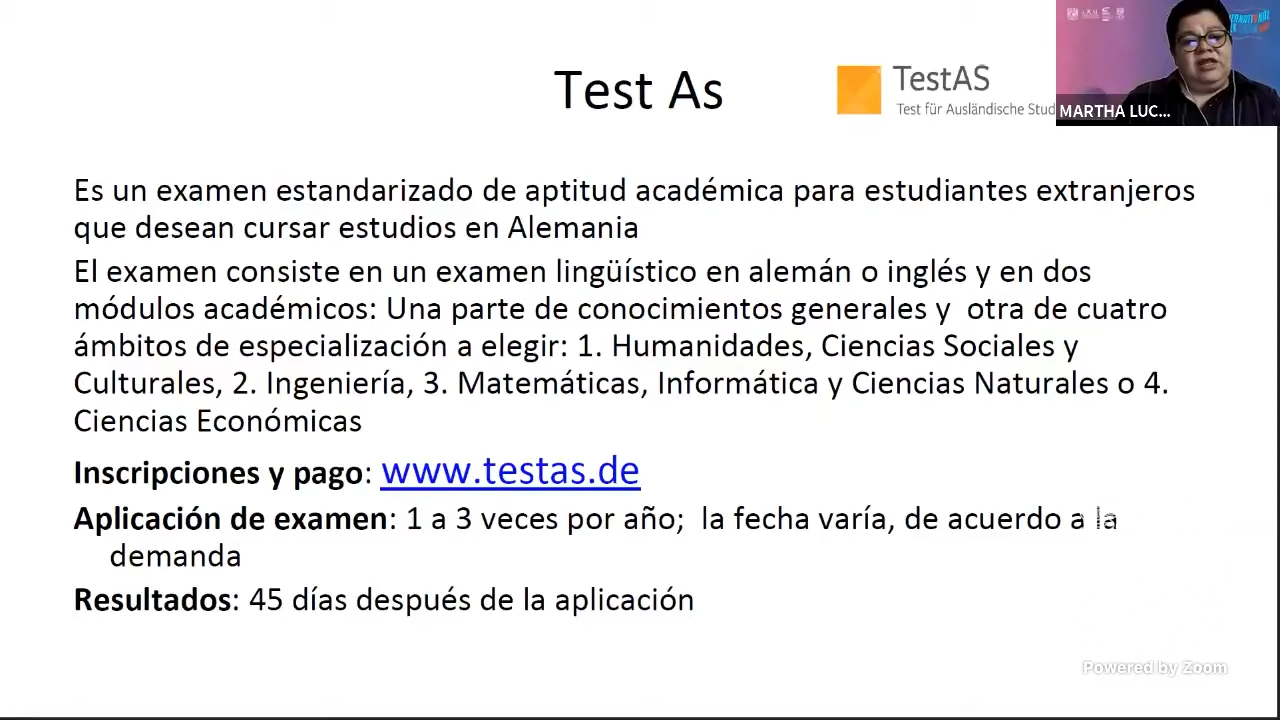 Test As
TestAS
Test für Ausländische Stud
MARTHA LUC...
Es un examen estandarizado de aptitud académica para estudiantes extranjeros
que desean cursar estudios en Alemania
El examen consiste en un examen lingüístico en alemán o inglés y en dos
módulos académicos: Una parte de conocimientos generales y  otra de cuatro
ámbitos de especialización a elegir: 1. Humanidades, Ciencias Sociales y
Culturales, 2. Ingeniería, 3. Matemáticas, Informática y Ciencias Naturales o 4.
Ciencias Económicas
Inscripciones y pago: www.testas.de
Aplicación de examen: 1 a 3 veces por año;  la fecha varía, de acuerdo a la
demanda
Resultados: 45 días después de la aplicación
Powered by Zoom